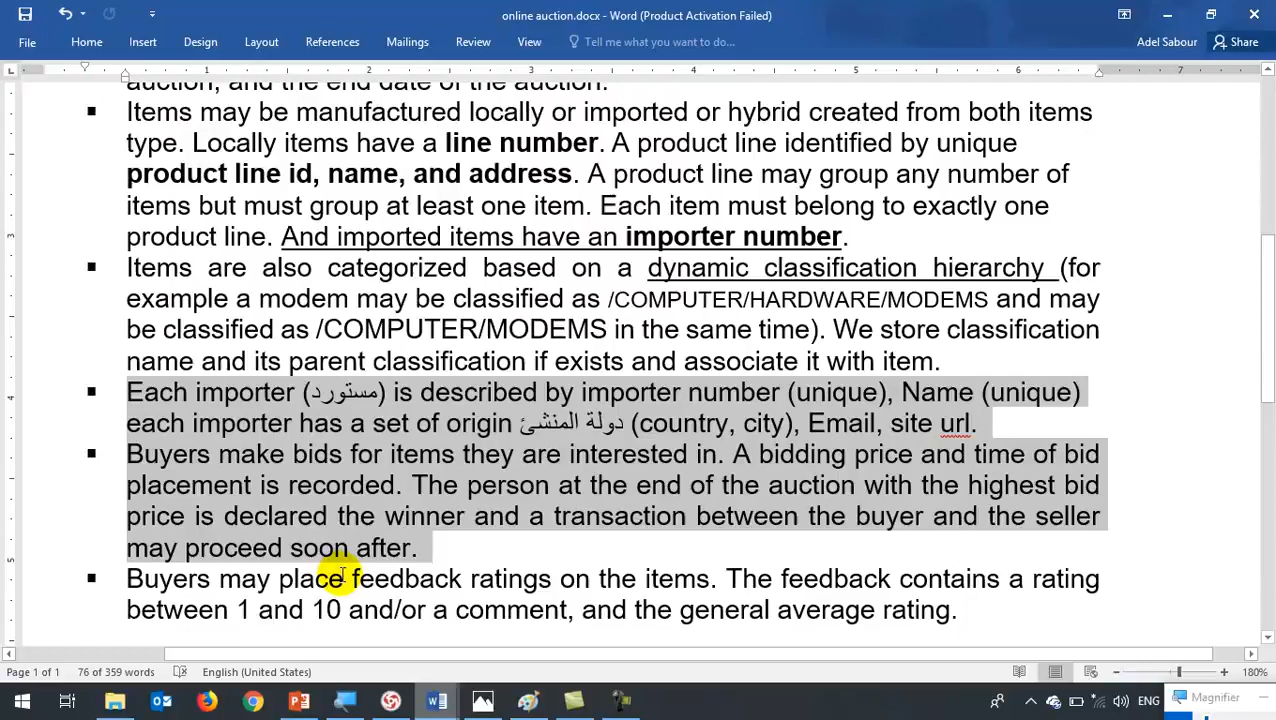 online auction.docx - Word (Product Activation Failed)
File Home Insert Design Layout References Mailings Review View Tell me what you want to do... Adel Sabour Share
1 2 3 4 5 6 7
auction, and the end date of the auction.
▪ Items may be manufactured locally or imported or hybrid created from both items
type. Locally items have a line number. A product line identified by unique
product line id, name, and address. A product line may group any number of
items but must group at least one item. Each item must belong to exactly one
product line. And imported items have an importer number.
▪ Items are also categorized based on a dynamic classification hierarchy (for
example a modem may be classified as /COMPUTER/HARDWARE/MODEMS and may
be classified as /COMPUTER/MODEMS in the same time). We store classification
name and its parent classification if exists and associate it with item.
▪ Each importer (مستورد) is described by importer number (unique), Name (unique)
each importer has a set of origin دولة المنشئ (country, city), Email, site url.
▪ Buyers make bids for items they are interested in. A bidding price and time of bid
placement is recorded. The person at the end of the auction with the highest bid
price is declared the winner and a transaction between the buyer and the seller
may proceed soon after.
▪ Buyers may place feedback ratings on the items. The feedback contains a rating
between 1 and 10 and/or a comment, and the general average rating.
Page 1 of 1 76 of 359 words English (United States) 180%
ENG Magnifier